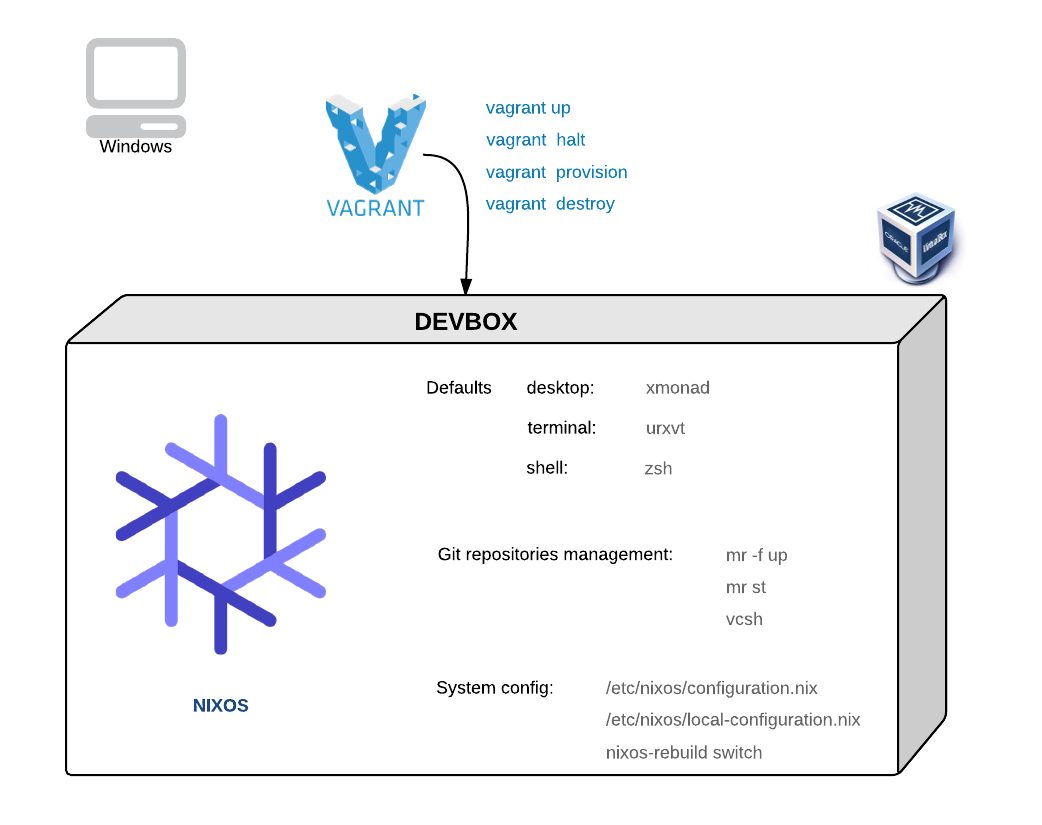 Windows
VAGRANT
vagrant up
vagrant halt
vagrant provision
vagrant destroy
ORACLE
VirtualBox
DEVBOX
Defaults desktop: xmonad
terminal: urxvt
shell: zsh
Git repositories management: mr -f up
mr st
vcsh
System config: /etc/nixos/configuration.nix
/etc/nixos/local-configuration.nix
nixos-rebuild switch
NIXOS